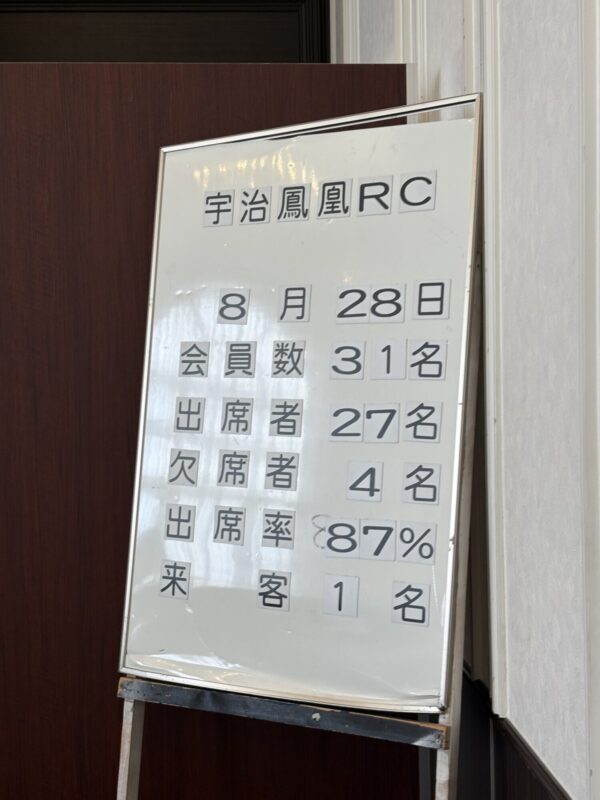 宇治鳳凰RC
8月28日
会員数 31名
出席者 27名
欠席者 4名
出席率 87%
来客 1名